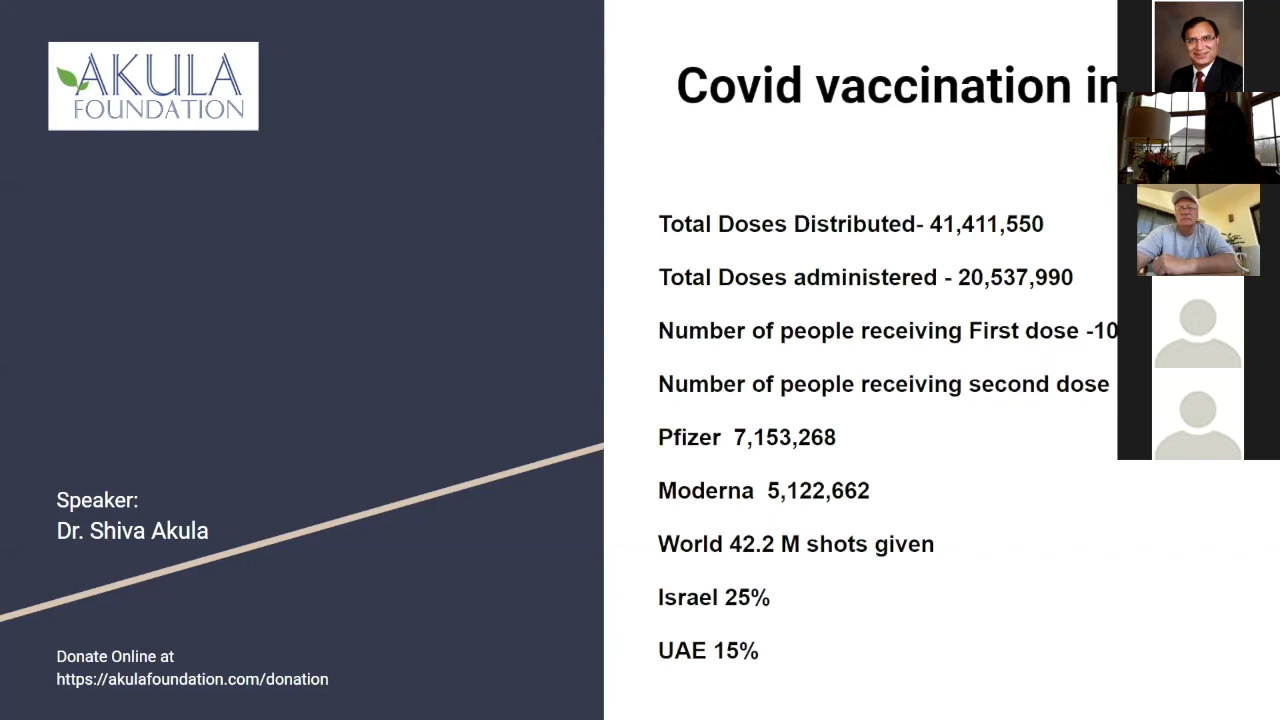 AKULA
FOUNDATION
Covid vaccination in
Total Doses Distributed- 41,411,550
Total Doses administered - 20,537,990
Number of people receiving First dose -10
Number of people receiving second dose
Pfizer 7,153,268
Moderna 5,122,662
World 42.2 M shots given
Israel 25%
UAE 15%
Speaker:
Dr. Shiva Akula
Donate Online at
https://akulafoundation.com/donation